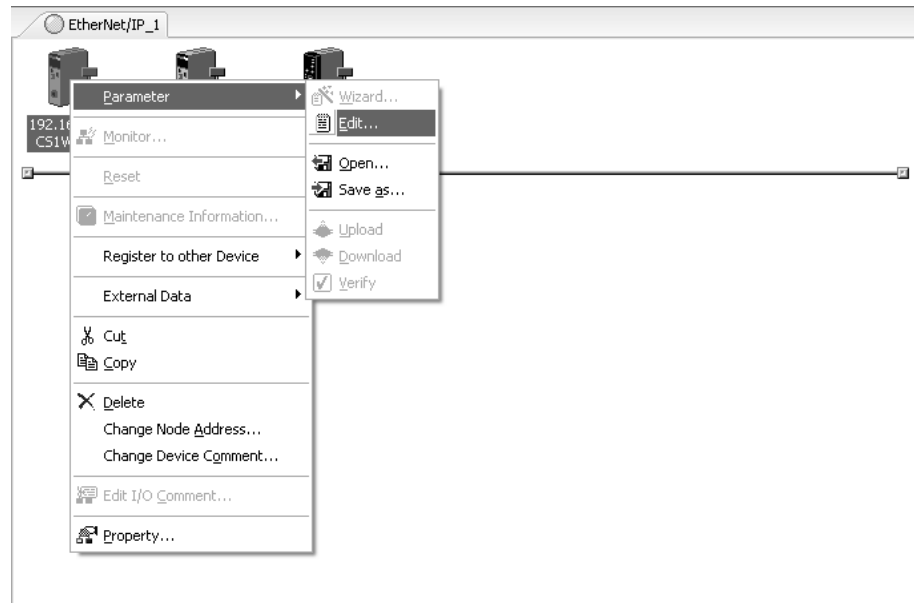 EtherNet/IP_1
192.16
CS1W
Parameter
Monitor...
Reset
Maintenance Information...
Register to other Device
External Data
Cut
Copy
Delete
Change Node Address...
Change Device Comment...
Edit I/O Comment...
Property...
Wizard...
Edit...
Open...
Save as...
Upload
Download
Verify